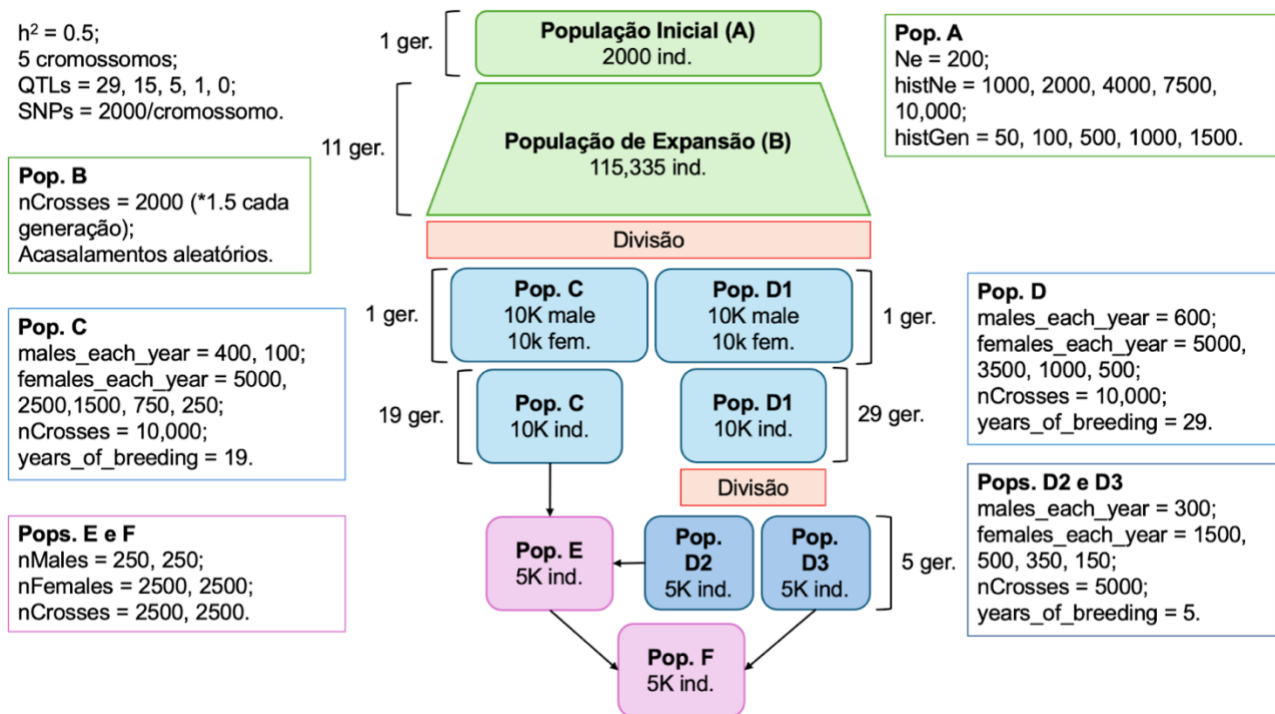 h² = 0.5;
5 cromossomos;
QTLs = 29, 15, 5, 1, 0;
SNPs = 2000/cromossomo.
1 ger.
População Inicial (A)
2000 ind.
Pop. A
Ne = 200;
histNe = 1000, 2000, 4000, 7500,
10,000;
histGen = 50, 100, 500, 1000, 1500.
11 ger.
População de Expansão (B)
115,335 ind.
Pop. B
nCrosses = 2000 (*1.5 cada
geração);
Acasalamentos aleatórios.
Divisão
1 ger.
Pop. C
10K male
10k fem.
Pop. D1
10K male
10k fem.
1 ger.
Pop. C
males_each_year = 400, 100;
females_each_year = 5000,
2500,1500, 750, 250;
nCrosses = 10,000;
years_of_breeding = 19.
Pop. D
males_each_year = 600;
females_each_year = 5000,
3500, 1000, 500;
nCrosses = 10,000;
years_of_breeding = 29.
19 ger.
Pop. C
10K ind.
Pop. D1
10K ind.
29 ger.
Divisão
Pops. E e F
nMales = 250, 250;
nFemales = 2500, 2500;
nCrosses = 2500, 2500.
Pop. E
5K ind.
Pop.
D2
5K ind.
Pop.
D3
5K ind.
5 ger.
Pops. D2 e D3
males_each_year = 300;
females_each_year = 1500,
500, 350, 150;
nCrosses = 5000;
years_of_breeding = 5.
Pop. F
5K ind.